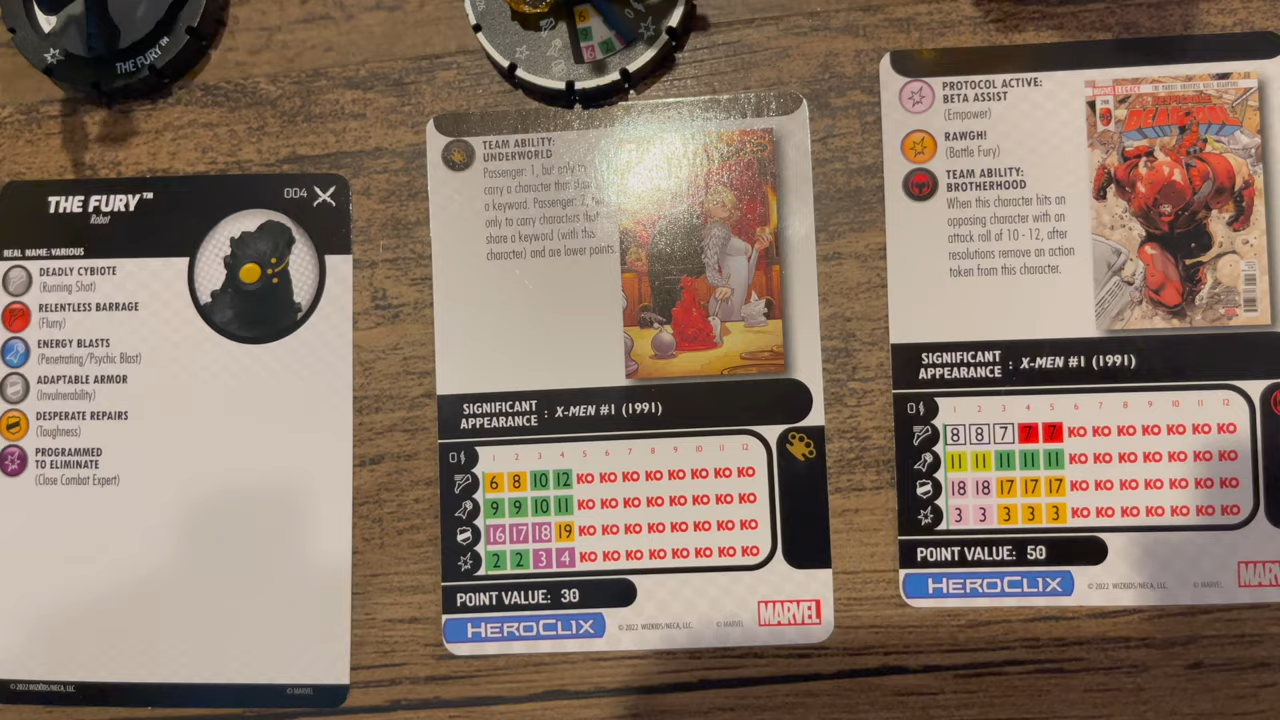 THE FURY™
THE FURY™
Robot
004
REAL NAME: VARIOUS
DEADLY CYBIOTE
(Running Shot)
RELENTLESS BARRAGE
(Flurry)
ENERGY BLASTS
(Penetrating/Psychic Blast)
ADAPTABLE ARMOR
(Invulnerability)
DESPERATE REPAIRS
(Toughness)
PROGRAMMED
TO ELIMINATE
(Close Combat Expert)
© 2022 WIZKIDS/NECA, LLC.
© MARVEL
6
9
16
TEAM ABILITY:
UNDERWORLD
Passenger: 1, but only to
carry a character that
a keyword. Passenger: 2,
only to carry characters that
share a keyword (with this
character) and are lower points.
SIGNIFICANT
APPEARANCE : X-MEN #1 (1991)
1 2 3 4 5 6 7 8 9 10 11 12
6 8 10 12 KO KO KO KO KO KO KO KO
9 9 10 11 KO KO KO KO KO KO KO KO
16 17 18 19 KO KO KO KO KO KO KO KO
2 2 3 4 KO KO KO KO KO KO KO KO
POINT VALUE: 30
HEROCLIX
© 2022 WIZKIDS/NECA, LLC.
© MARVEL
MARVEL
PROTOCOL ACTIVE:
BETA ASSIST
(Empower)
RAWGH!
(Battle Fury)
TEAM ABILITY:
BROTHERHOOD
When this character hits an
opposing character with an
attack roll of 10 - 12, after
resolutions remove an action
token from this character.
MARVEL LEGACY
DESPICABLE
DEADPOOL
SIGNIFICANT
APPEARANCE : X-MEN #1 (1991)
1 2 3 4 5 6 7 8 9 10 11 12
8 8 7 7 7 KO KO KO KO KO KO KO
11 11 11 11 11 KO KO KO KO KO KO KO
18 18 17 17 17 KO KO KO KO KO KO KO
3 3 3 3 3 KO KO KO KO KO KO KO
POINT VALUE: 50
HEROCLIX
© 2022 WIZKIDS/NECA, LLC.
© MARVEL